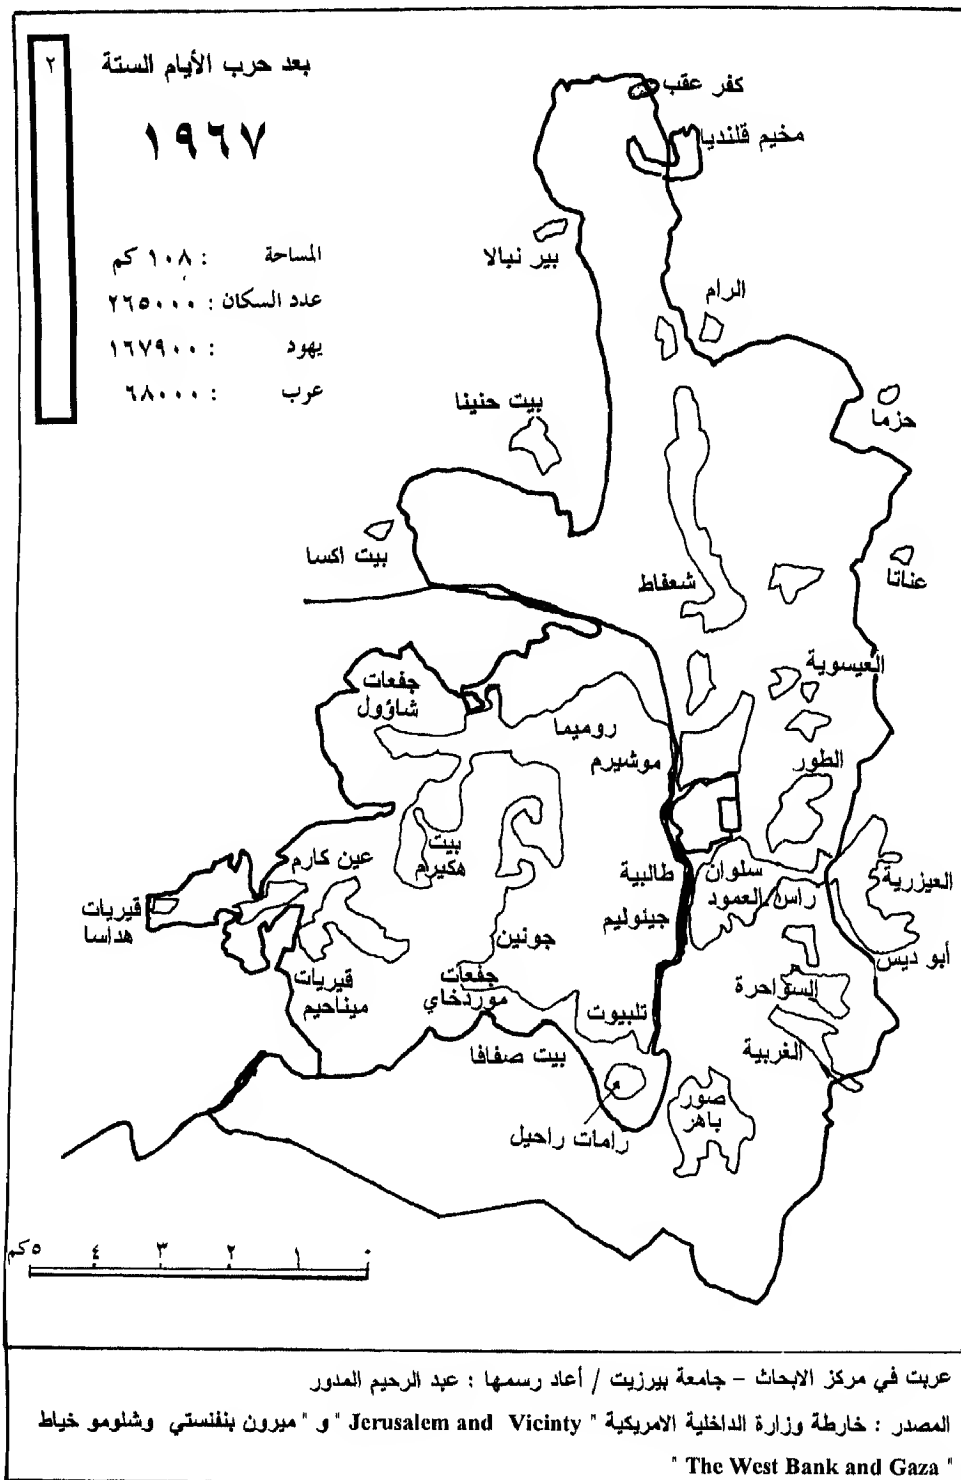 ٢
بعد حرب الأيام الستة
١٩٦٧
المساحة : ١٠٨ كم
عدد السكان : ٢٦٥٠٠٠
يهود : ١٦٧٩٠٠
عرب : ٦٨٠٠٠
كفر عقب
مخيم قلنديا
بير نبالا
الرام
حزما
بيت حنينا
بيت اكسا
عناتا
شعفاط
العيسوية
جفعات
شاؤول
روميما
موشيرم
الطور
بيت
هكيرم
عين كارم
طالبية
سلوان
العيزرية
راس العمود
قيريات
هداسا
جيئوليم
جونين
أبو ديس
قيريات
ميناحيم
جفعات
موردخاي
السواحرة
تلبيوت
الغربية
بيت صفافا
صور
باهر
رامات راحيل
٥كم ٤ ٣ ٢ ١ ٠
عربت في مركز الابحاث – جامعة بيرزيت / أعاد رسمها : عبد الرحيم المدور
المصدر : خارطة وزارة الداخلية الامريكية " Jerusalem and Vicinty " و " ميرون بنفنستي وشلومو خياط
" The West Bank and Gaza "